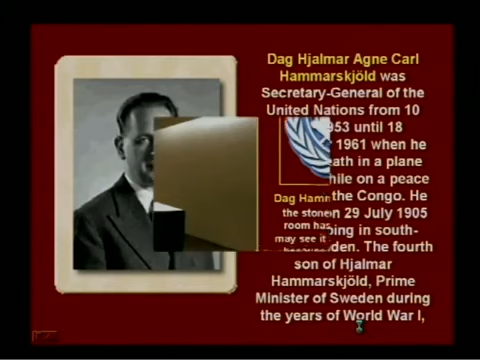 Dag Hjalmar Agne Carl
Hammarskjöld was
Secretary-General of the
United Nations from 10
953 until 18
1961 when he
eath in a plane
hile on a peace
the Congo. He
n 29 July 1905
ping in south-
den. The fourth
son of Hjalmar
Hammarskjöld, Prime
Minister of Sweden during
the years of World War I,
Dag Hamm
the stone
room has
may see it